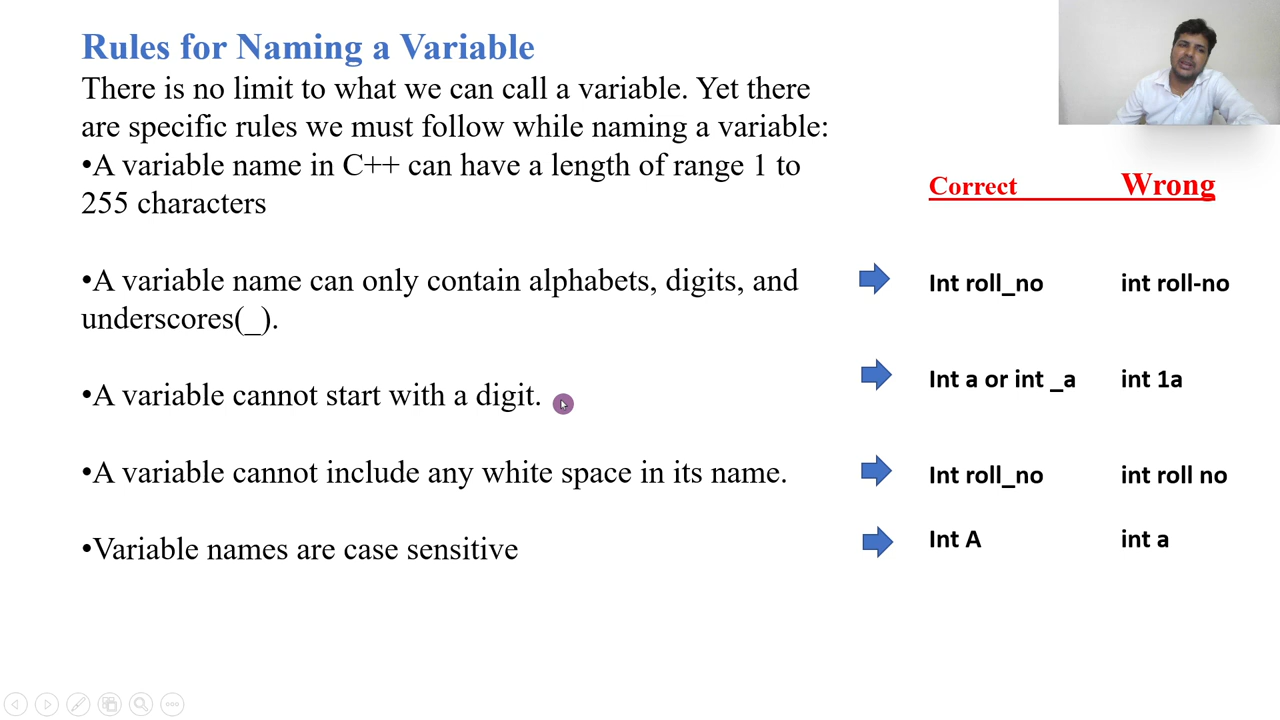 Rules for Naming a Variable
There is no limit to what we can call a variable. Yet there
are specific rules we must follow while naming a variable:
•A variable name in C++ can have a length of range 1 to
255 characters
Correct Wrong
•A variable name can only contain alphabets, digits, and
underscores(_).
Int roll_no int roll-no
•A variable cannot start with a digit.
Int a or int _a int 1a
•A variable cannot include any white space in its name.
Int roll_no int roll no
•Variable names are case sensitive
Int A int a